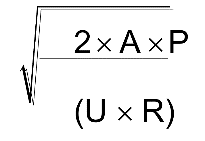 2 × A × P
(U × R)